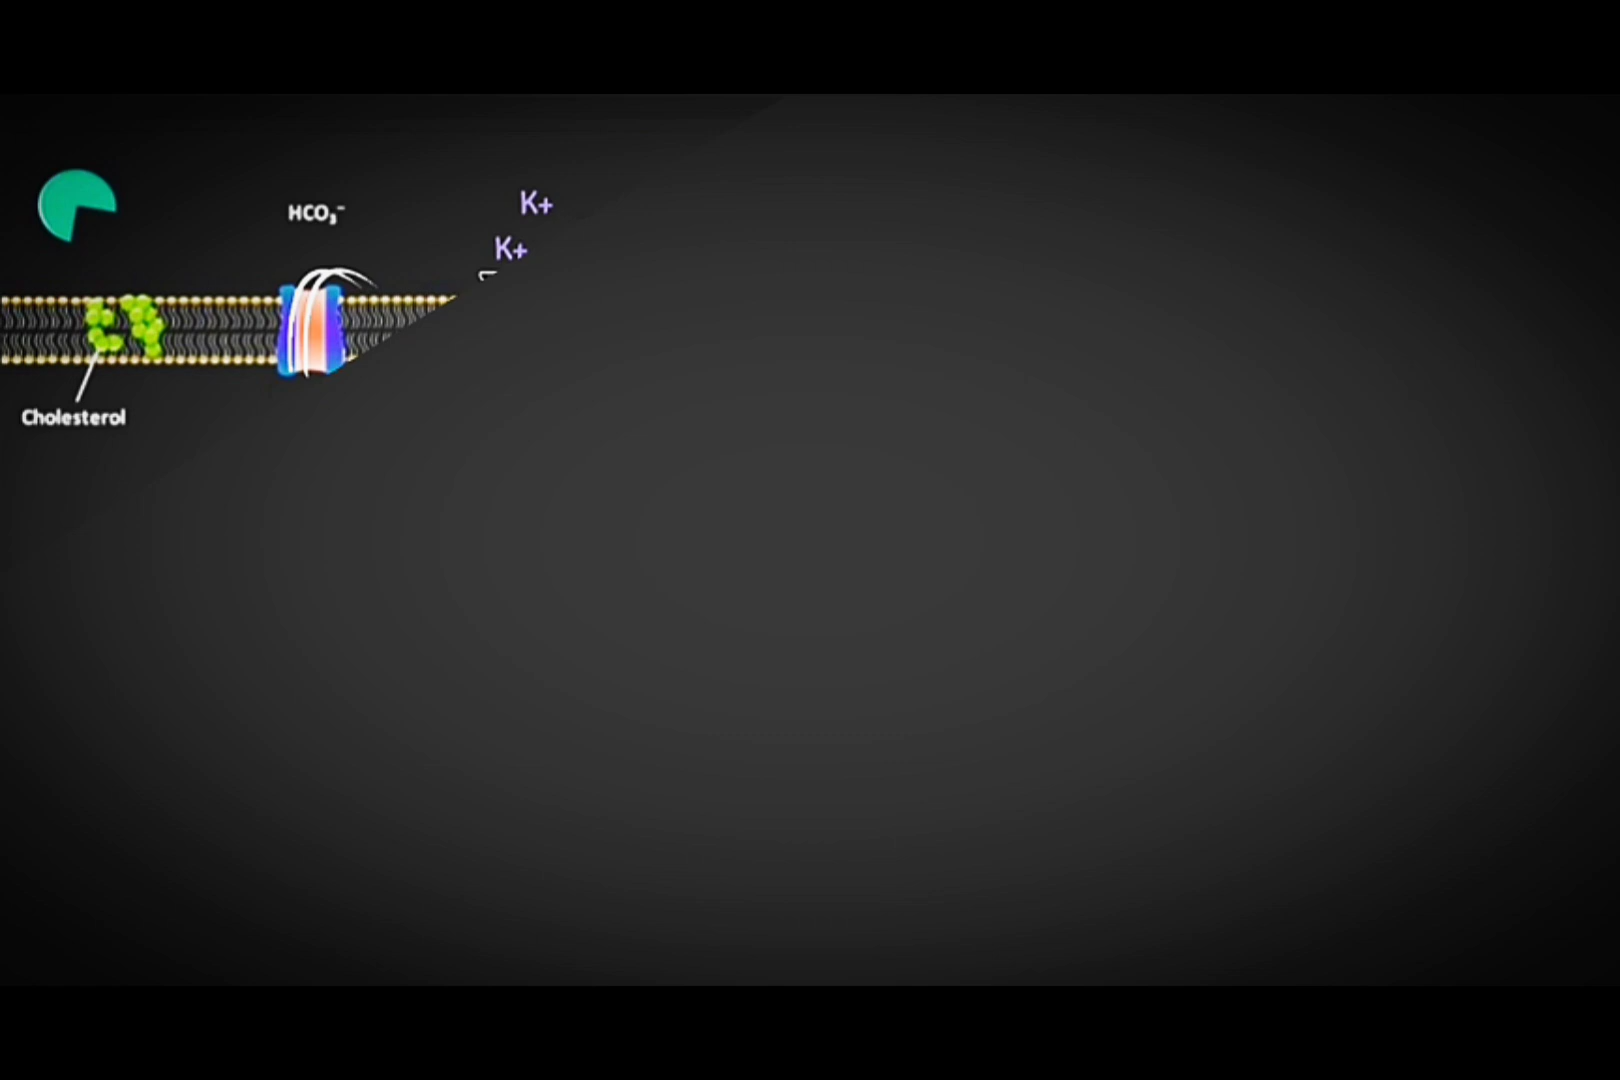 K+
HCO₃⁻
K+
Cholesterol